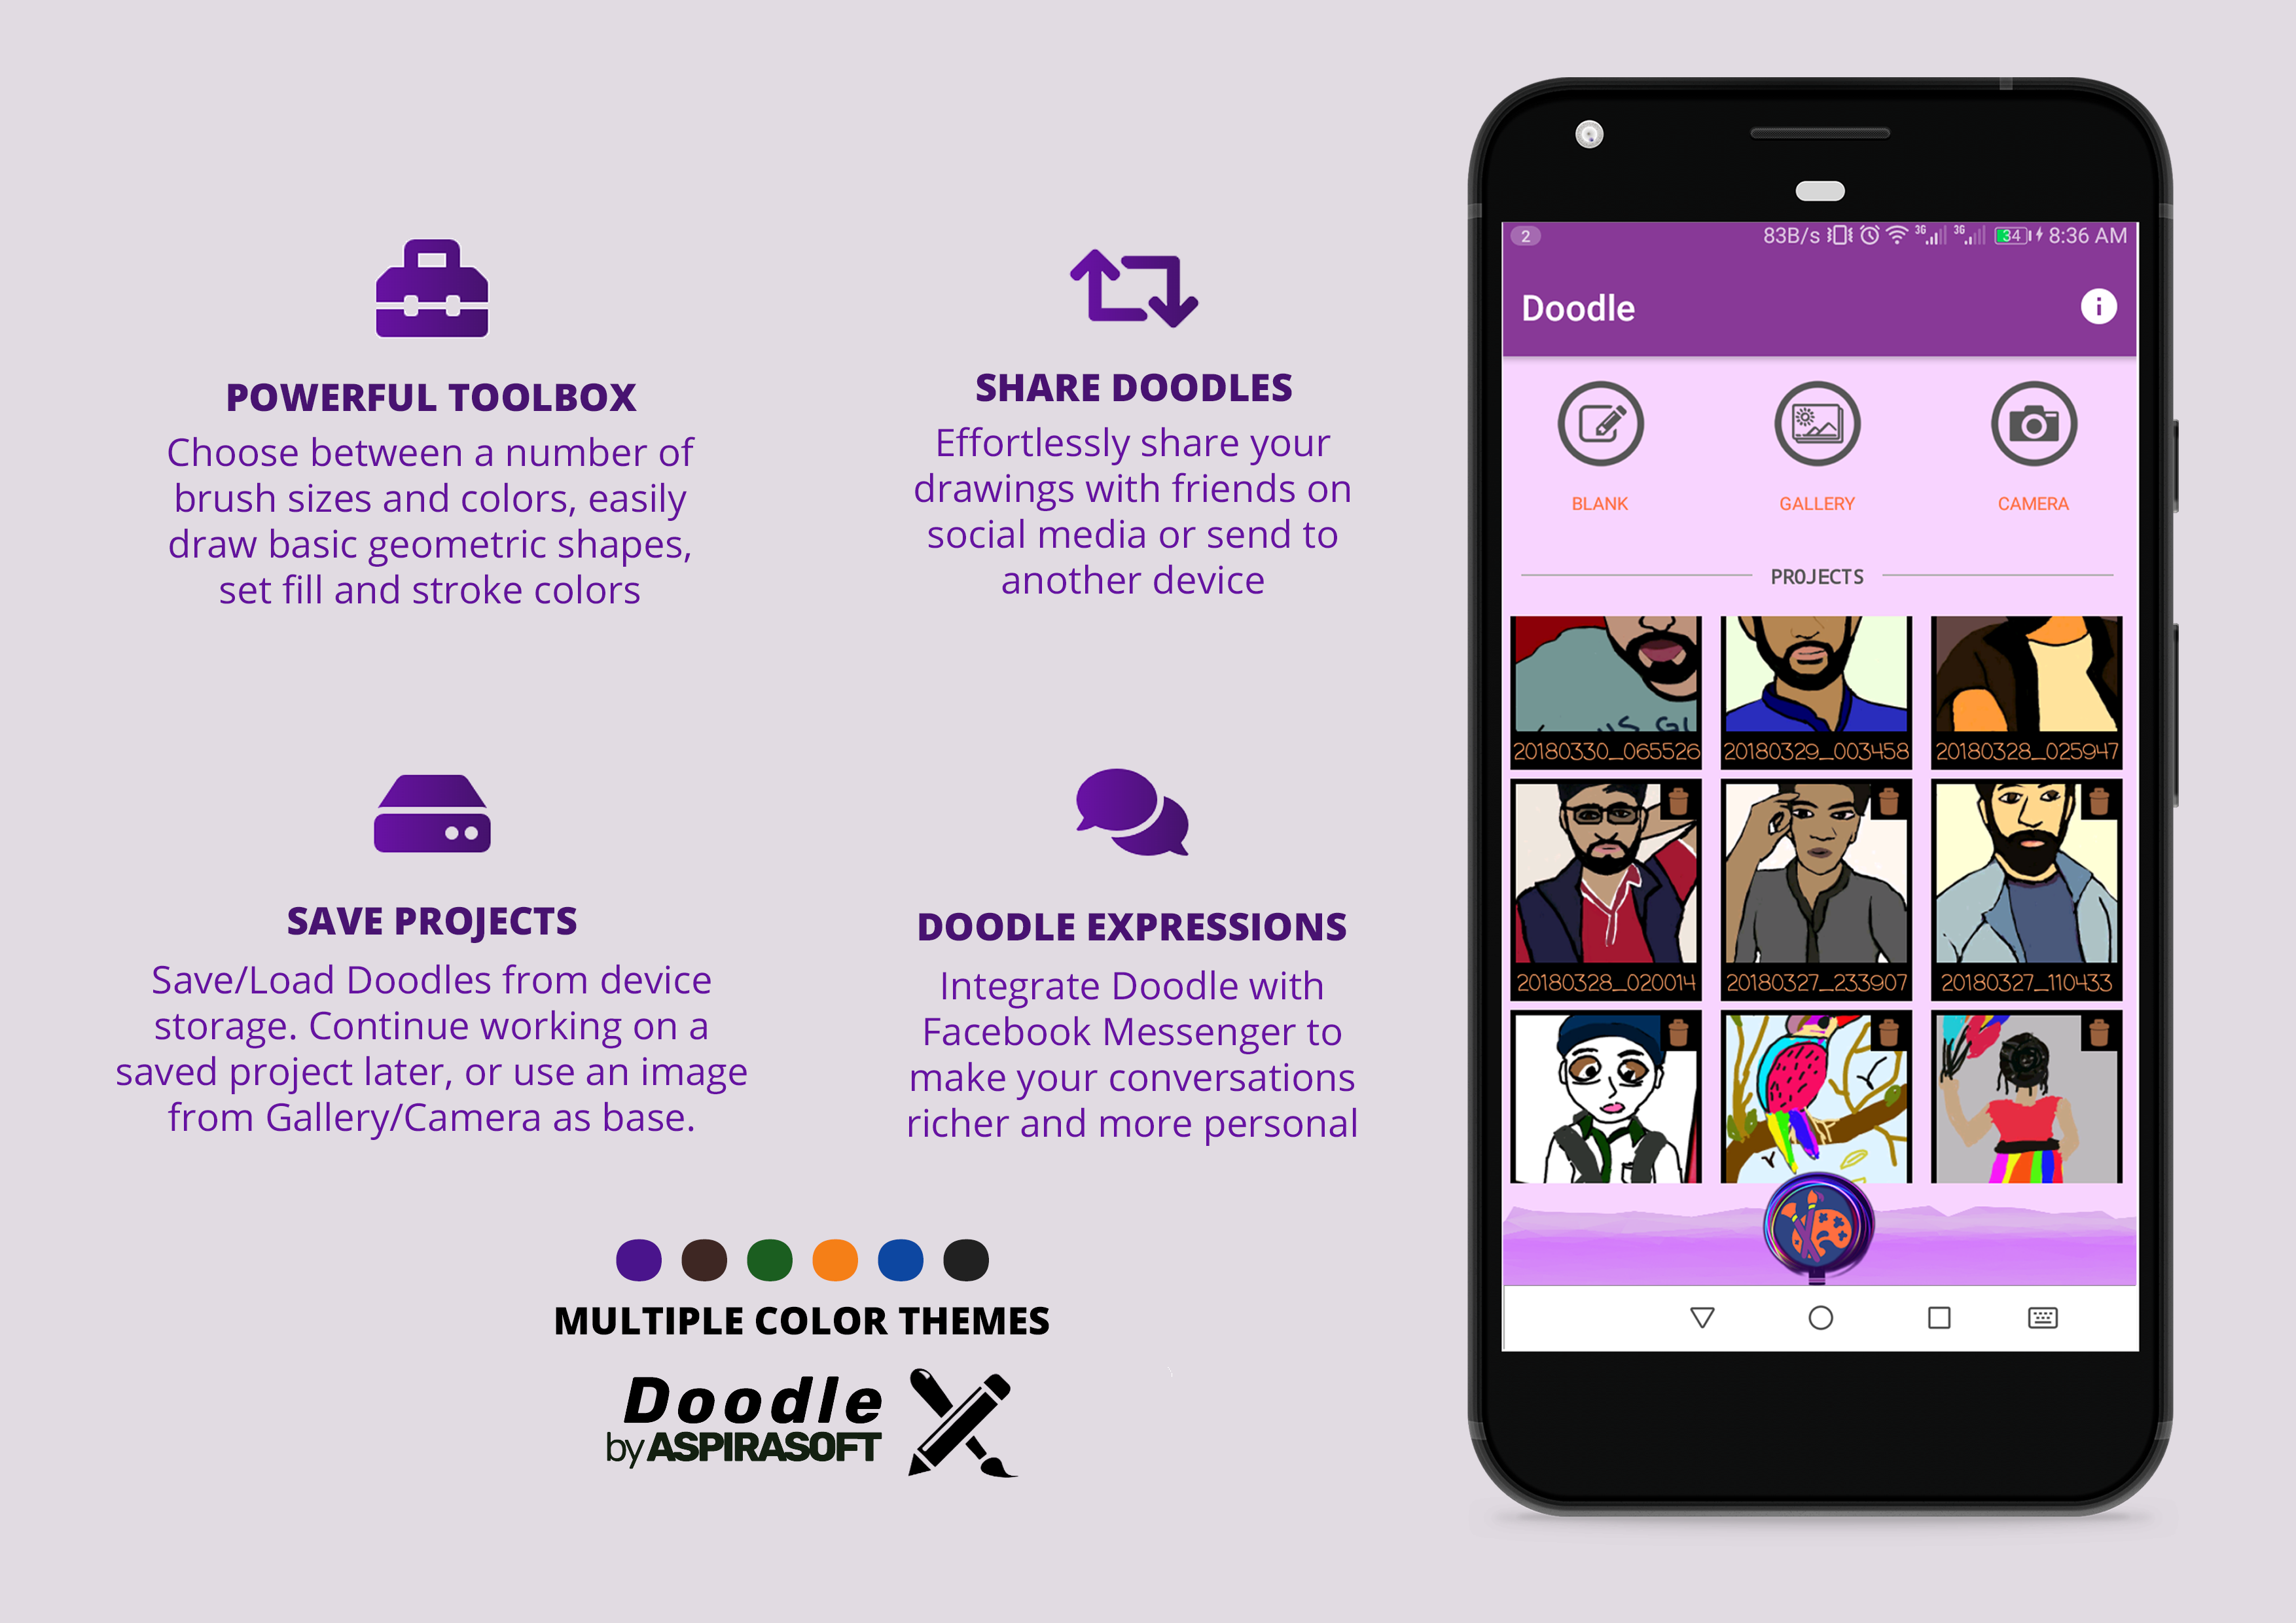 POWERFUL TOOLBOX
Choose between a number of
brush sizes and colors, easily
draw basic geometric shapes,
set fill and stroke colors
SHARE DOODLES
Effortlessly share your
drawings with friends on
social media or send to
another device
SAVE PROJECTS
Save/Load Doodles from device
storage. Continue working on a
saved project later, or use an image
from Gallery/Camera as base.
DOODLE EXPRESSIONS
Integrate Doodle with
Facebook Messenger to
make your conversations
richer and more personal
MULTIPLE COLOR THEMES
Doodle
by ASPIRASOFT
2 83B/s 3G 3G 34 8:36 AM
Doodle
BLANK GALLERY CAMERA
PROJECTS
20180330_065526 20180329_003458 20180328_025947
20180328_020014 20180327_233907 20180327_110433